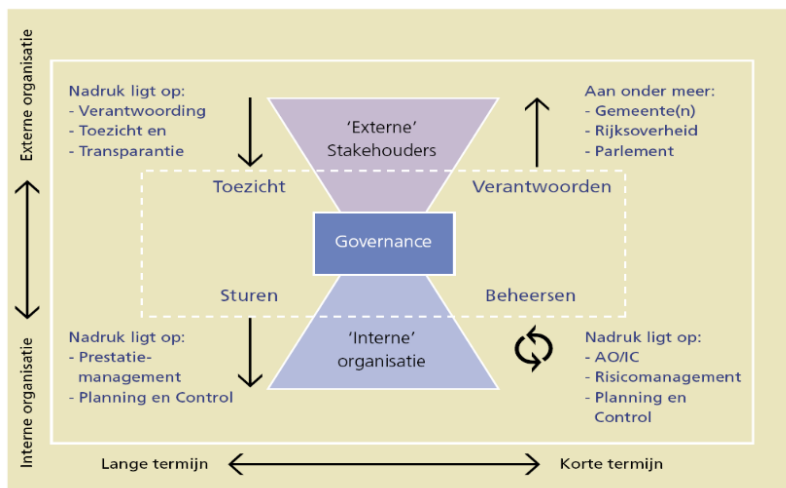 Externe organisatie
Interne organisatie
Nadruk ligt op:
- Verantwoording
- Toezicht en
- Transparantie
'Externe'
Stakehouders
Aan onder meer:
- Gemeente(n)
- Rijksoverheid
- Parlement
Toezicht
Verantwoorden
Governance
Sturen
Beheersen
Nadruk ligt op:
- Prestatie-
management
- Planning en Control
'Interne'
organisatie
Nadruk ligt op:
- AO/IC
- Risicomanagement
- Planning en
Control
Lange termijn
Korte termijn